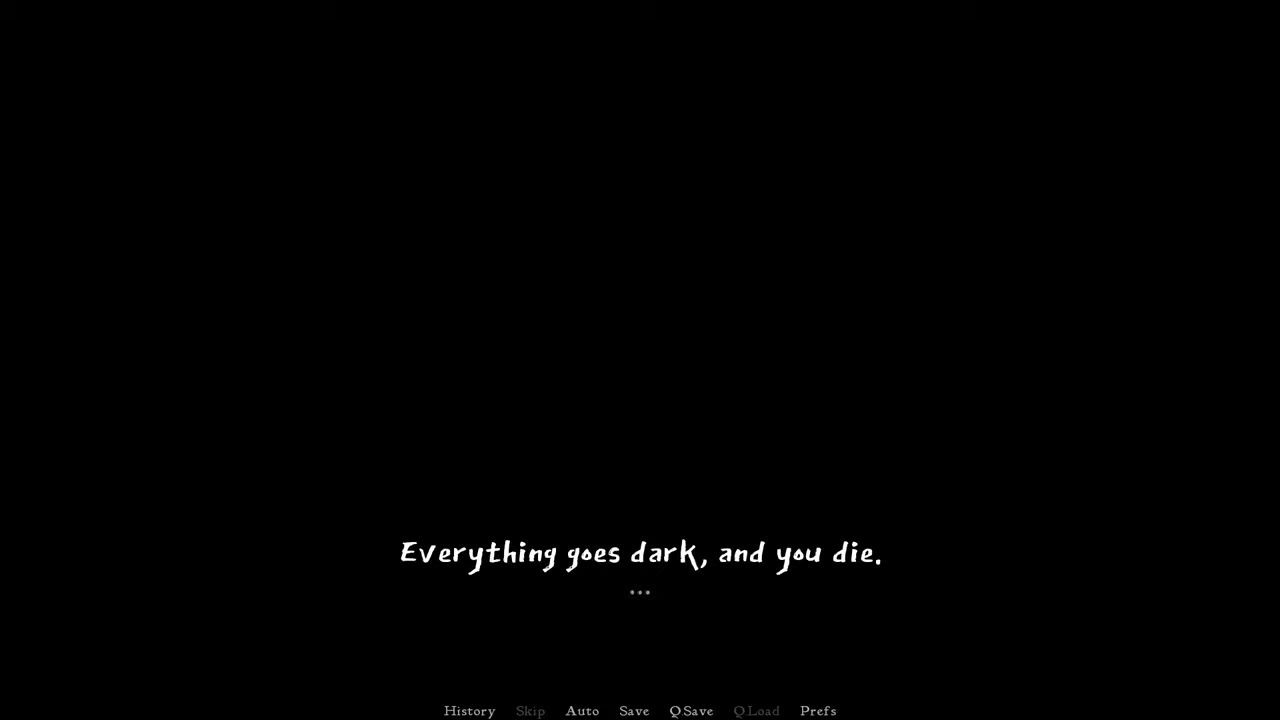 Everything goes dark, and you die.
...
History Skip Auto Save Q.Save Q.Load Prefs